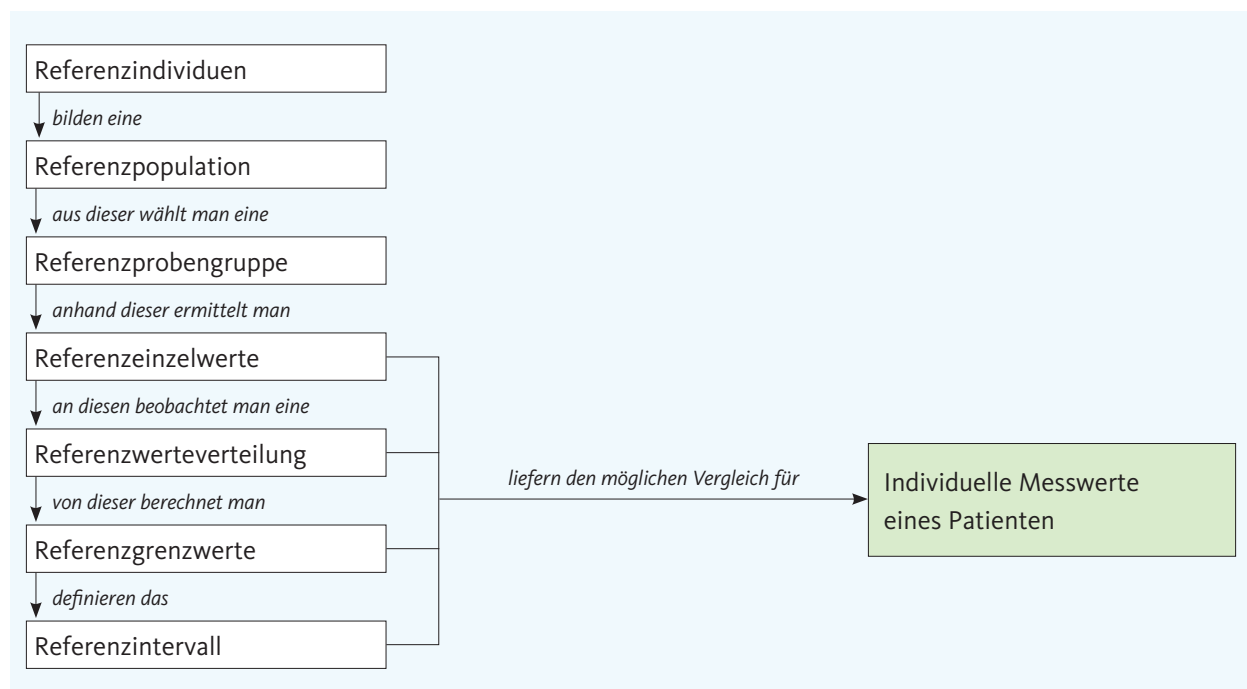 Referenzindividuen
bilden eine
Referenzpopulation
aus dieser wählt man eine
Referenzprobengruppe
anhand dieser ermittelt man
Referenzeinzelwerte
an diesen beobachtet man eine
Referenzwerteverteilung
von dieser berechnet man
Referenzgrenzwerte
definieren das
Referenzintervall
liefern den möglichen Vergleich für
Individuelle Messwerte
eines Patienten